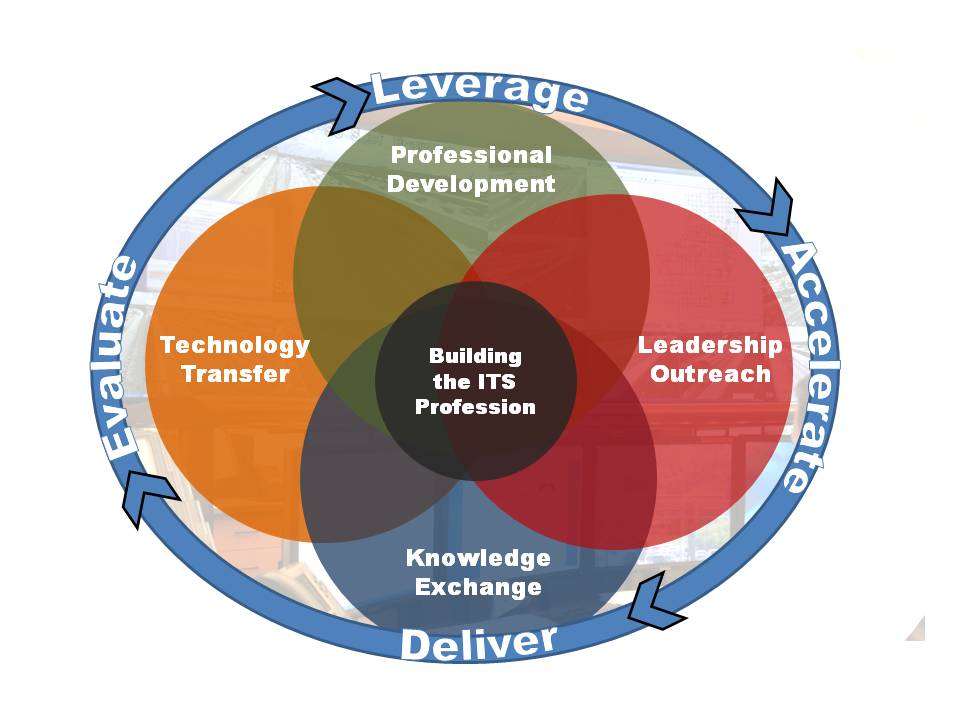 Leverage
Professional
Development
Accelerate
Evaluate
Technology
Transfer
Building
the ITS
Profession
Leadership
Outreach
Knowledge
Exchange
Deliver